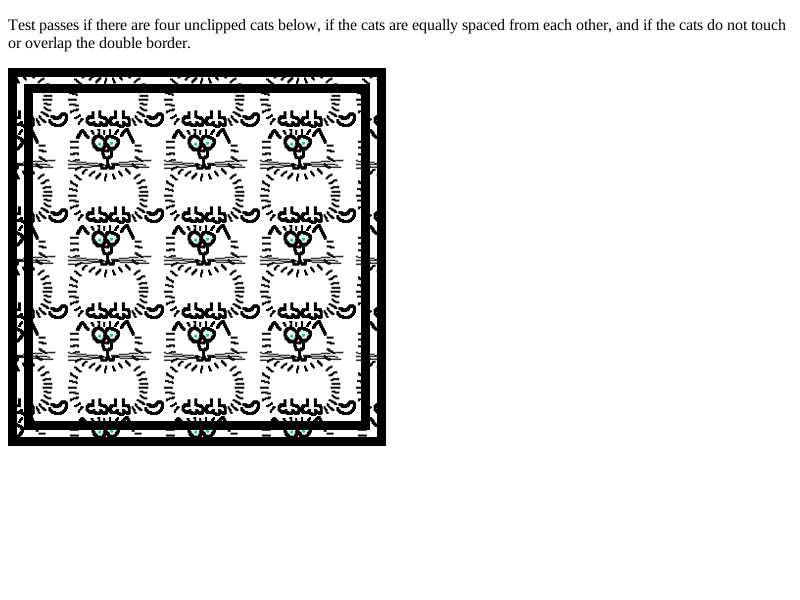 Test passes if there are four unclipped cats below, if the cats are equally spaced from each other, and if the cats do not touch
or overlap the double border.